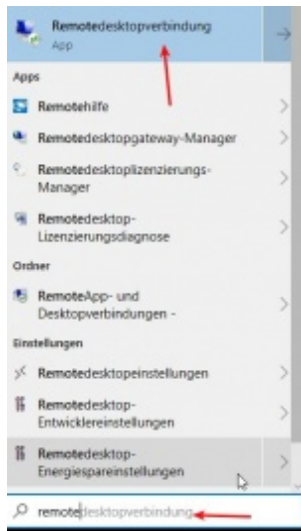 Remotedesktopverbindung
App
Apps
Remotehilfe
Remotedesktopgateway-Manager
Remotedesktoplizenzierungs-
Manager
Remotedesktop-
Lizenzierungsdiagnose
Ordner
RemoteApp- und
Desktopverbindungen -
Einstellungen
Remotedesktopeinstellungen
Remotedesktop-
Entwicklereinstellungen
Remotedesktop-
Energiespareinstellungen
remotedesktopverbindung